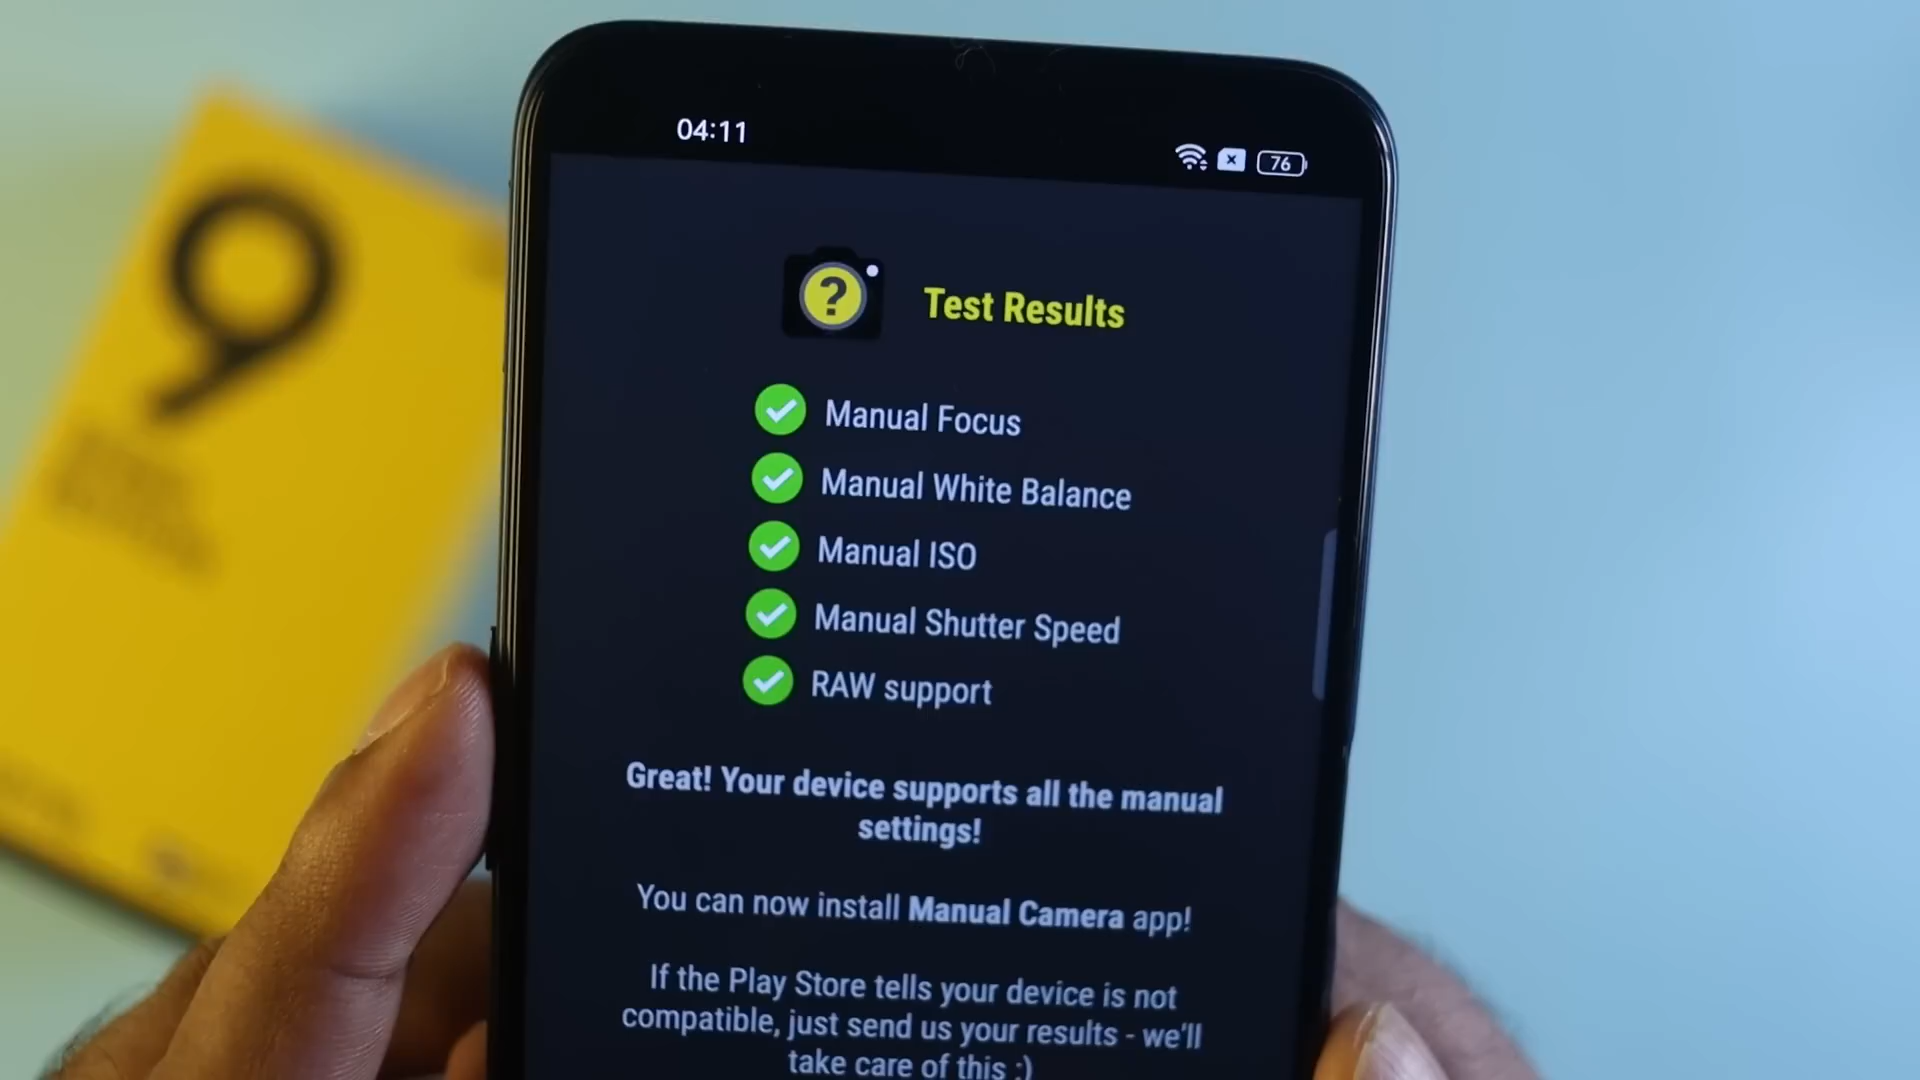 9
04:11
76
?
Test Results
Manual Focus
Manual White Balance
Manual ISO
Manual Shutter Speed
RAW support
Great! Your device supports all the manual
settings!
You can now install Manual Camera app!
If the Play Store tells your device is not
compatible, just send us your results - we'll
take care of this :)